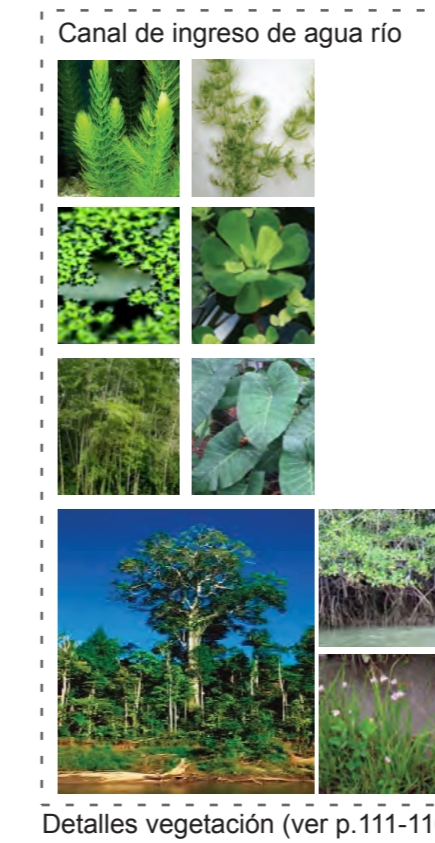 Canal de ingreso de agua río
Detalles vegetación (ver p.111-11